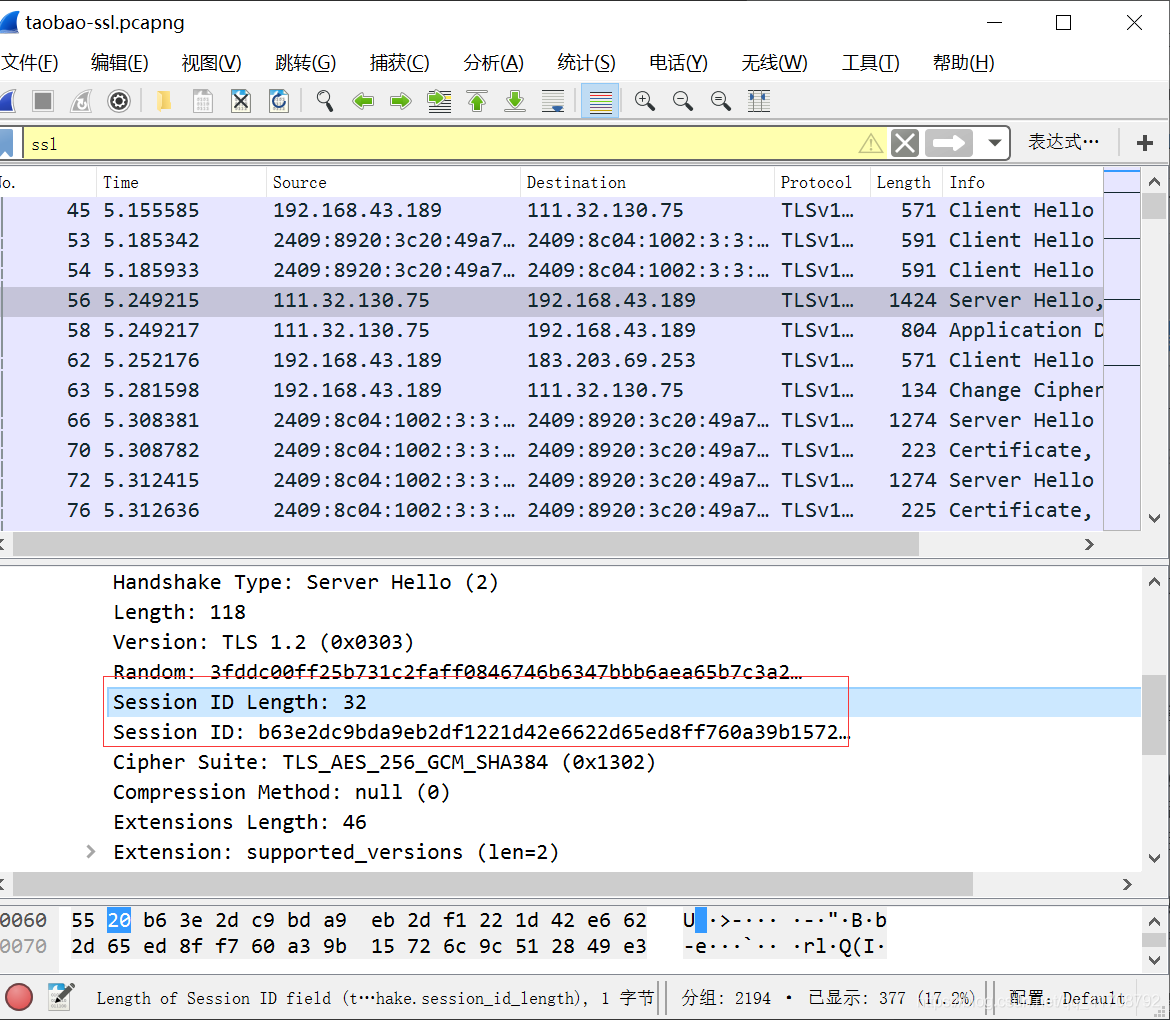 taobao-ssl.pcapng
文件(F) 编辑(E) 视图(V) 跳转(G) 捕获(C) 分析(A) 统计(S) 电话(Y) 无线(W) 工具(T) 帮助(H)
ssl 表达式…
No. Time Source Destination Protocol Length Info
45 5.155585 192.168.43.189 111.32.130.75 TLSv1… 571 Client Hello
53 5.185342 2409:8920:3c20:49a7… 2409:8c04:1002:3:3:… TLSv1… 591 Client Hello
54 5.185933 2409:8920:3c20:49a7… 2409:8c04:1002:3:3:… TLSv1… 591 Client Hello
56 5.249215 111.32.130.75 192.168.43.189 TLSv1… 1424 Server Hello,
58 5.249217 111.32.130.75 192.168.43.189 TLSv1… 804 Application D
62 5.252176 192.168.43.189 183.203.69.253 TLSv1… 571 Client Hello
63 5.281598 192.168.43.189 111.32.130.75 TLSv1… 134 Change Cipher
66 5.308381 2409:8c04:1002:3:3:… 2409:8920:3c20:49a7… TLSv1… 1274 Server Hello
70 5.308782 2409:8c04:1002:3:3:… 2409:8920:3c20:49a7… TLSv1… 223 Certificate,
72 5.312415 2409:8c04:1002:3:3:… 2409:8920:3c20:49a7… TLSv1… 1274 Server Hello
76 5.312636 2409:8c04:1002:3:3:… 2409:8920:3c20:49a7… TLSv1… 225 Certificate,
Handshake Type: Server Hello (2)
Length: 118
Version: TLS 1.2 (0x0303)
Random: 3fddc00ff25b731c2faff0846746b6347bbb6aea65b7c3a2…
Session ID Length: 32
Session ID: b63e2dc9bda9eb2df1221d42e6622d65ed8ff760a39b1572…
Cipher Suite: TLS_AES_256_GCM_SHA384 (0x1302)
Compression Method: null (0)
Extensions Length: 46
Extension: supported_versions (len=2)
0060 55 20 b6 3e 2d c9 bd a9 eb 2d f1 22 1d 42 e6 62 U ·>-··· ·-·"·B·b
0070 2d 65 ed 8f f7 60 a3 9b 15 72 6c 9c 51 28 49 e3 -e···`·· ·rl·Q(I·
Length of Session ID field (t…hake.session_id_length), 1 字节 分组: 2194 · 已显示: 377 (17.2%) 配置: Default